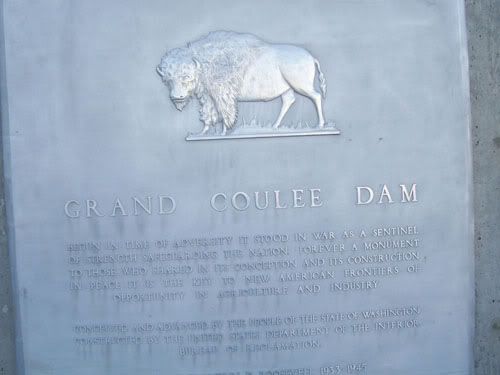 GRAND COULEE DAM
BEGUN IN TIME OF ADVERSITY IT STOOD IN WAR AS A SENTINEL
OF STRENGTH SAFEGUARDING THE NATION. FOREVER A MONUMENT
TO THOSE WHO SHARED IN ITS CONCEPTION AND ITS CONSTRUCTION.
IN PEACE IT IS THE KEY TO NEW AMERICAN FRONTIERS OF
OPPORTUNITY IN AGRICULTURE AND INDUSTRY
CONCEIVED AND ADVANCED BY THE PEOPLE OF THE STATE OF WASHINGTON
CONSTRUCTED BY THE UNITED STATES DEPARTMENT OF THE INTERIOR
BUREAU OF RECLAMATION.
ROOSEVELT, 1933-1945